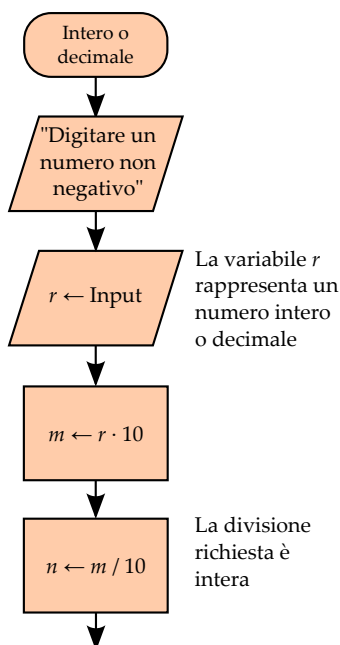 Intero o
decimale
"Digitare un
numero non
negativo"
r ← Input
La variabile r
rappresenta un
numero intero
o decimale
m ← r · 10
n ← m / 10
La divisione
richiesta è
intera